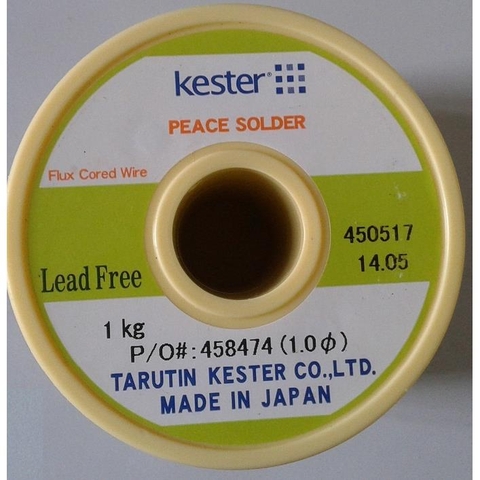 kester®
PEACE SOLDER
Flux Cored Wire
450517
14.05
Lead Free
1 kg
P/O#:458474(1.0ϕ)
TARUTIN KESTER CO.,LTD.
MADE IN JAPAN